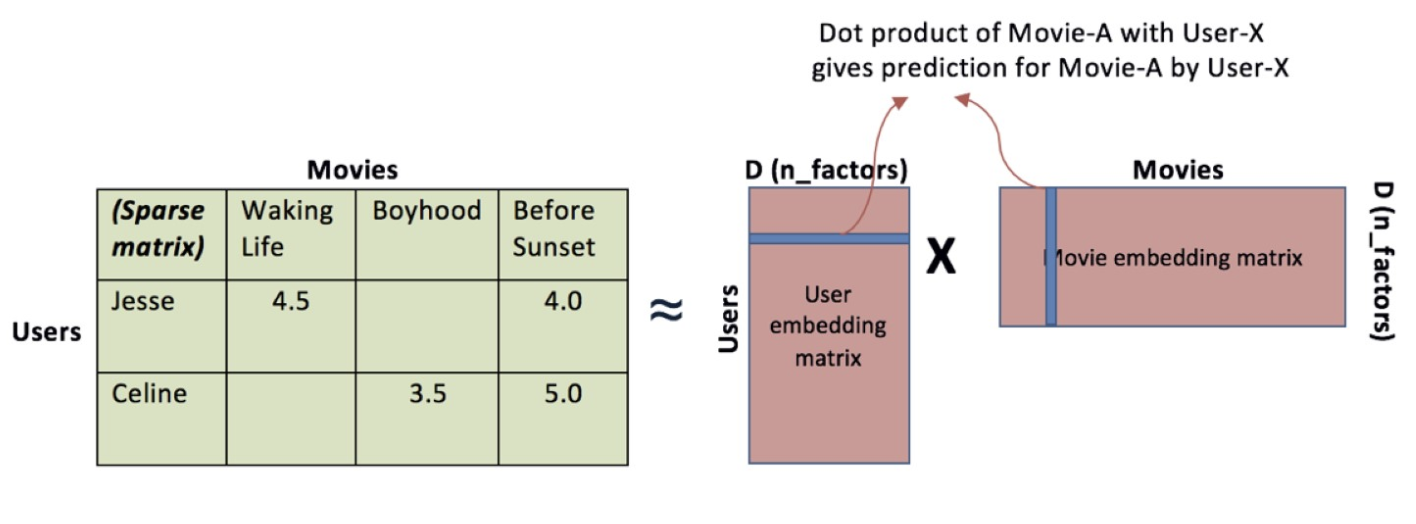 Dot product of Movie-A with User-X
gives prediction for Movie-A by User-X
Movies
(Sparse matrix)
Waking Life
Boyhood
Before Sunset
Jesse
4.5
4.0
Celine
3.5
5.0
Users
≈
D (n_factors)
Users
User
embedding
matrix
X
Movies
Movie embedding matrix
D (n_factors)